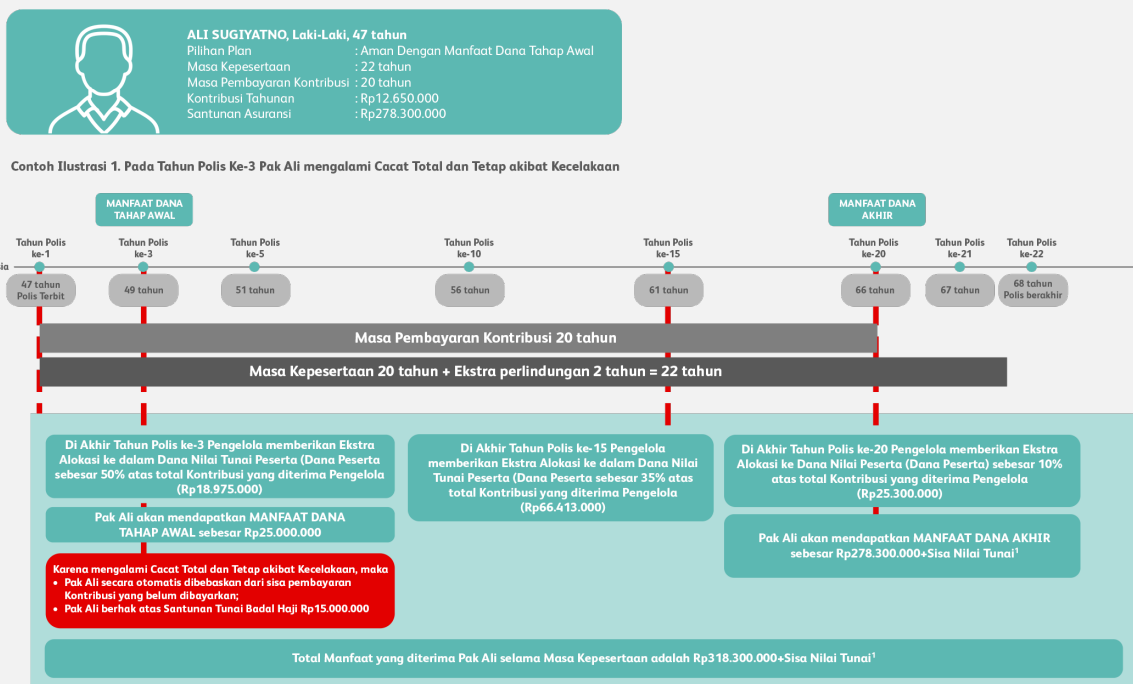 ALI SUGIYATNO, Laki-Laki, 47 tahun
Pilihan Plan : Aman Dengan Manfaat Dana Tahap Awal
Masa Kepesertaan : 22 tahun
Masa Pembayaran Kontribusi : 20 tahun
Kontribusi Tahunan : Rp12.650.000
Santunan Asuransi : Rp278.300.000
Contoh Ilustrasi 1. Pada Tahun Polis Ke-3 Pak Ali mengalami Cacat Total dan Tetap akibat Kecelakaan
MANFAAT DANA
TAHAP AWAL
MANFAAT DANA
AKHIR
Tahun Polis
ke-1
Tahun Polis
ke-3
Tahun Polis
ke-5
Tahun Polis
ke-10
Tahun Polis
ke-15
Tahun Polis
ke-20
Tahun Polis
ke-21
Tahun Polis
ke-22
sia
47 tahun
Polis Terbit
49 tahun
51 tahun
56 tahun
61 tahun
66 tahun
67 tahun
68 tahun
Polis berakhir
Masa Pembayaran Kontribusi 20 tahun
Masa Kepesertaan 20 tahun + Ekstra perlindungan 2 tahun = 22 tahun
Di Akhir Tahun Polis ke-3 Pengelola memberikan Ekstra
Alokasi ke dalam Dana Nilai Tunai Peserta (Dana Peserta
sebesar 50% atas total Kontribusi yang diterima Pengelola
(Rp18.975.000)
Pak Ali akan mendapatkan MANFAAT DANA
TAHAP AWAL sebesar Rp25.000.000
Karena mengalami Cacat Total dan Tetap akibat Kecelakaan, maka
• Pak Ali secara otomatis dibebaskan dari sisa pembayaran
Kontribusi yang belum dibayarkan;
• Pak Ali berhak atas Santunan Tunai Badal Haji Rp15.000.000
Di Akhir Tahun Polis ke-15 Pengelola
memberikan Ekstra Alokasi ke dalam Dana Nilai
Tunai Peserta (Dana Peserta sebesar 35% atas
total Kontribusi yang diterima Pengelola
(Rp66.413.000)
Di Akhir Tahun Polis ke-20 Pengelola memberikan Ekstra
Alokasi ke Dana Nilai Peserta (Dana Peserta) sebesar 10%
atas total Kontribusi yang diterima Pengelola
(Rp25.300.000)
Pak Ali akan mendapatkan MANFAAT DANA AKHIR
sebesar Rp278.300.000+Sisa Nilai Tunai¹
Total Manfaat yang diterima Pak Ali selama Masa Kepesertaan adalah Rp318.300.000+Sisa Nilai Tunai¹